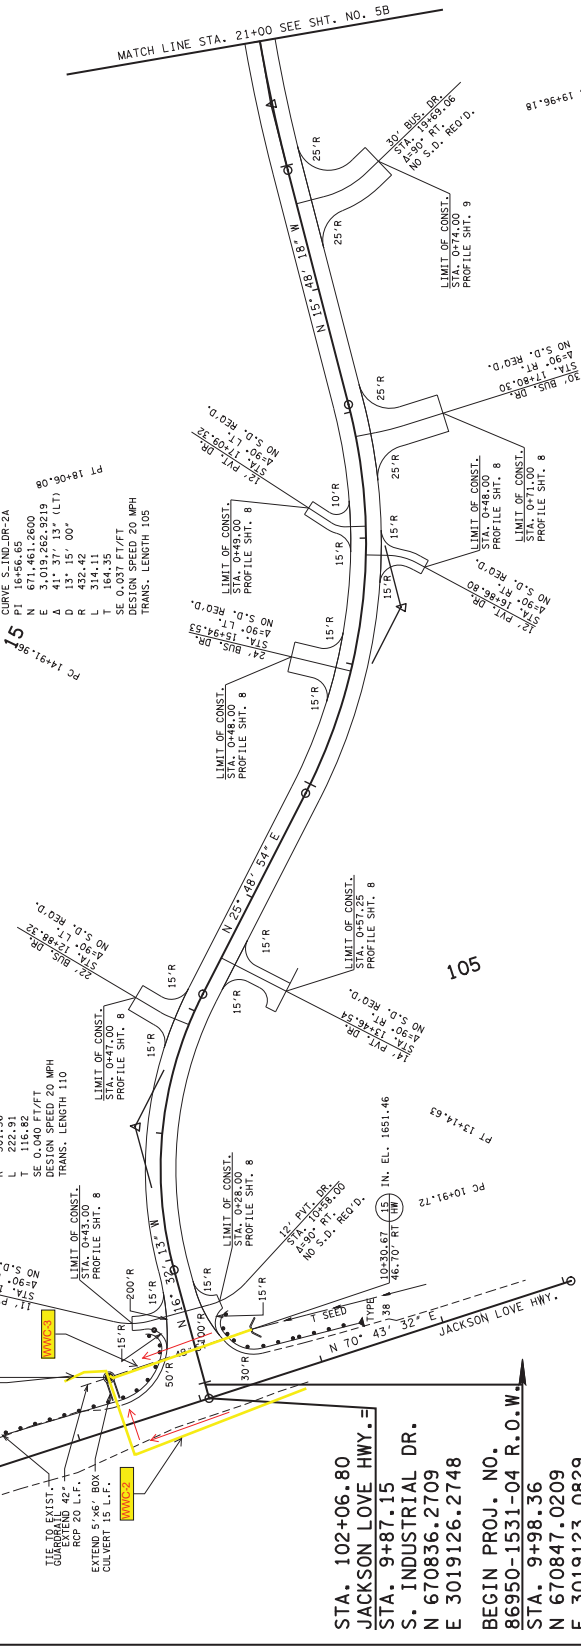 MATCH LINE STA. 21+00 SEE SHT. NO. 5B
19+96.18
30' BUS. DR.
STA. 19+69.06
Δ=90° RT.
NO S.D. REQ'D.
25'R
25'R
LIMIT OF CONST.
STA. 0+74.00
PROFILE SHT. 9
N 15° 48' 18" W
30' BUS. DR.
STA. 17+80.30
Δ=90° RT.
NO S.D. REQ'D.
25'R
25'R
12' PVT. DR.
STA. 17+09.32
Δ=90° LT.
NO S.D. REQ'D.
10'R
15'R
LIMIT OF CONST.
STA. 0+49.00
PROFILE SHT. 8
LIMIT OF CONST.
STA. 0+48.00
PROFILE SHT. 8
LIMIT OF CONST.
STA. 0+71.00
PROFILE SHT. 8
15'R
15'R
12' PVT. DR.
STA. 16+86.80
Δ=90° RT.
NO S.D. REQ'D.
PT 18+06.08
CURVE S_IND_DR-2A
PI 16+56.65
N 671,461.2600
E 3,019,282.9219
Δ 41° 37' 13" (LT)
D 13° 15' 00"
R 432.42
L 314.11
T 164.35
SE 0.037 FT/FT
DESIGN SPEED 20 MPH
TRANS. LENGTH 105
15
PC 14+91.96
24' BUS. DR.
STA. 15+94.53
Δ=90° LT.
NO S.D. REQ'D.
15'R
15'R
LIMIT OF CONST.
STA. 0+48.00
PROFILE SHT. 8
N 25° 48' 54" E
22' BUS. DR.
STA. 12+88.32
Δ=90° LT.
NO S.D. REQ'D.
15'R
15'R
LIMIT OF CONST.
STA. 0+47.00
PROFILE SHT. 8
15'R
15'R
LIMIT OF CONST.
STA. 0+57.25
PROFILE SHT. 8
14' PVT. DR.
STA. 13+46.54
Δ=90° RT.
NO S.D. REQ'D.
105
L 222.91
T 116.82
SE 0.040 FT/FT
DESIGN SPEED 20 MPH
TRANS. LENGTH 110
PT 13+14.63
PC 10+91.72
LIMIT OF CONST.
STA. 0+43.00
PROFILE SHT. 8
LIMIT OF CONST.
STA. 0+28.00
PROFILE SHT. 8
12' PVT. DR.
STA. 10+58.00
Δ=90° RT.
NO S.D. REQ'D.
10+30.67
46.70' RT
15
HW
IN. EL. 1651.46
N 16° 32' 13" W
200'R
15'R
15'R
15'R
15'R
50'R
30'R
WWC-3
WWC-2
T SEED
TYPE
38
N 70° 43' 32" E
JACKSON LOVE HWY.
TIE TO EXIST.
GUARDRAIL
EXTEND 42"
RCP 20 L.F.
EXTEND 5'x6' BOX
CULVERT 15 L.F.
STA. 102+06.80
JACKSON LOVE HWY.=
STA. 9+87.15
S. INDUSTRIAL DR.
N 670836.2709
E 3019126.2748
BEGIN PROJ. NO.
86950-1531-04 R.O.W.
STA. 9+98.36
N 670847.0209
E 3019123.0829